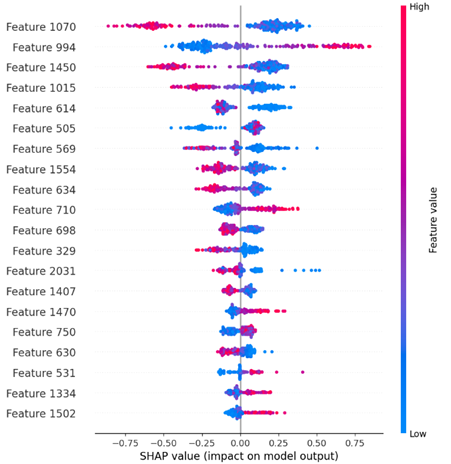 High
Feature 1070
Feature 994
Feature 1450
Feature 1015
Feature 614
Feature 505
Feature 569
Feature 1554
Feature 634
Feature 710
Feature 698
Feature 329
Feature 2031
Feature 1407
Feature 1470
Feature 750
Feature 630
Feature 531
Feature 1334
Feature 1502
Feature value
Low
−0.75 −0.50 −0.25 0.00 0.25 0.50 0.75
SHAP value (impact on model output)